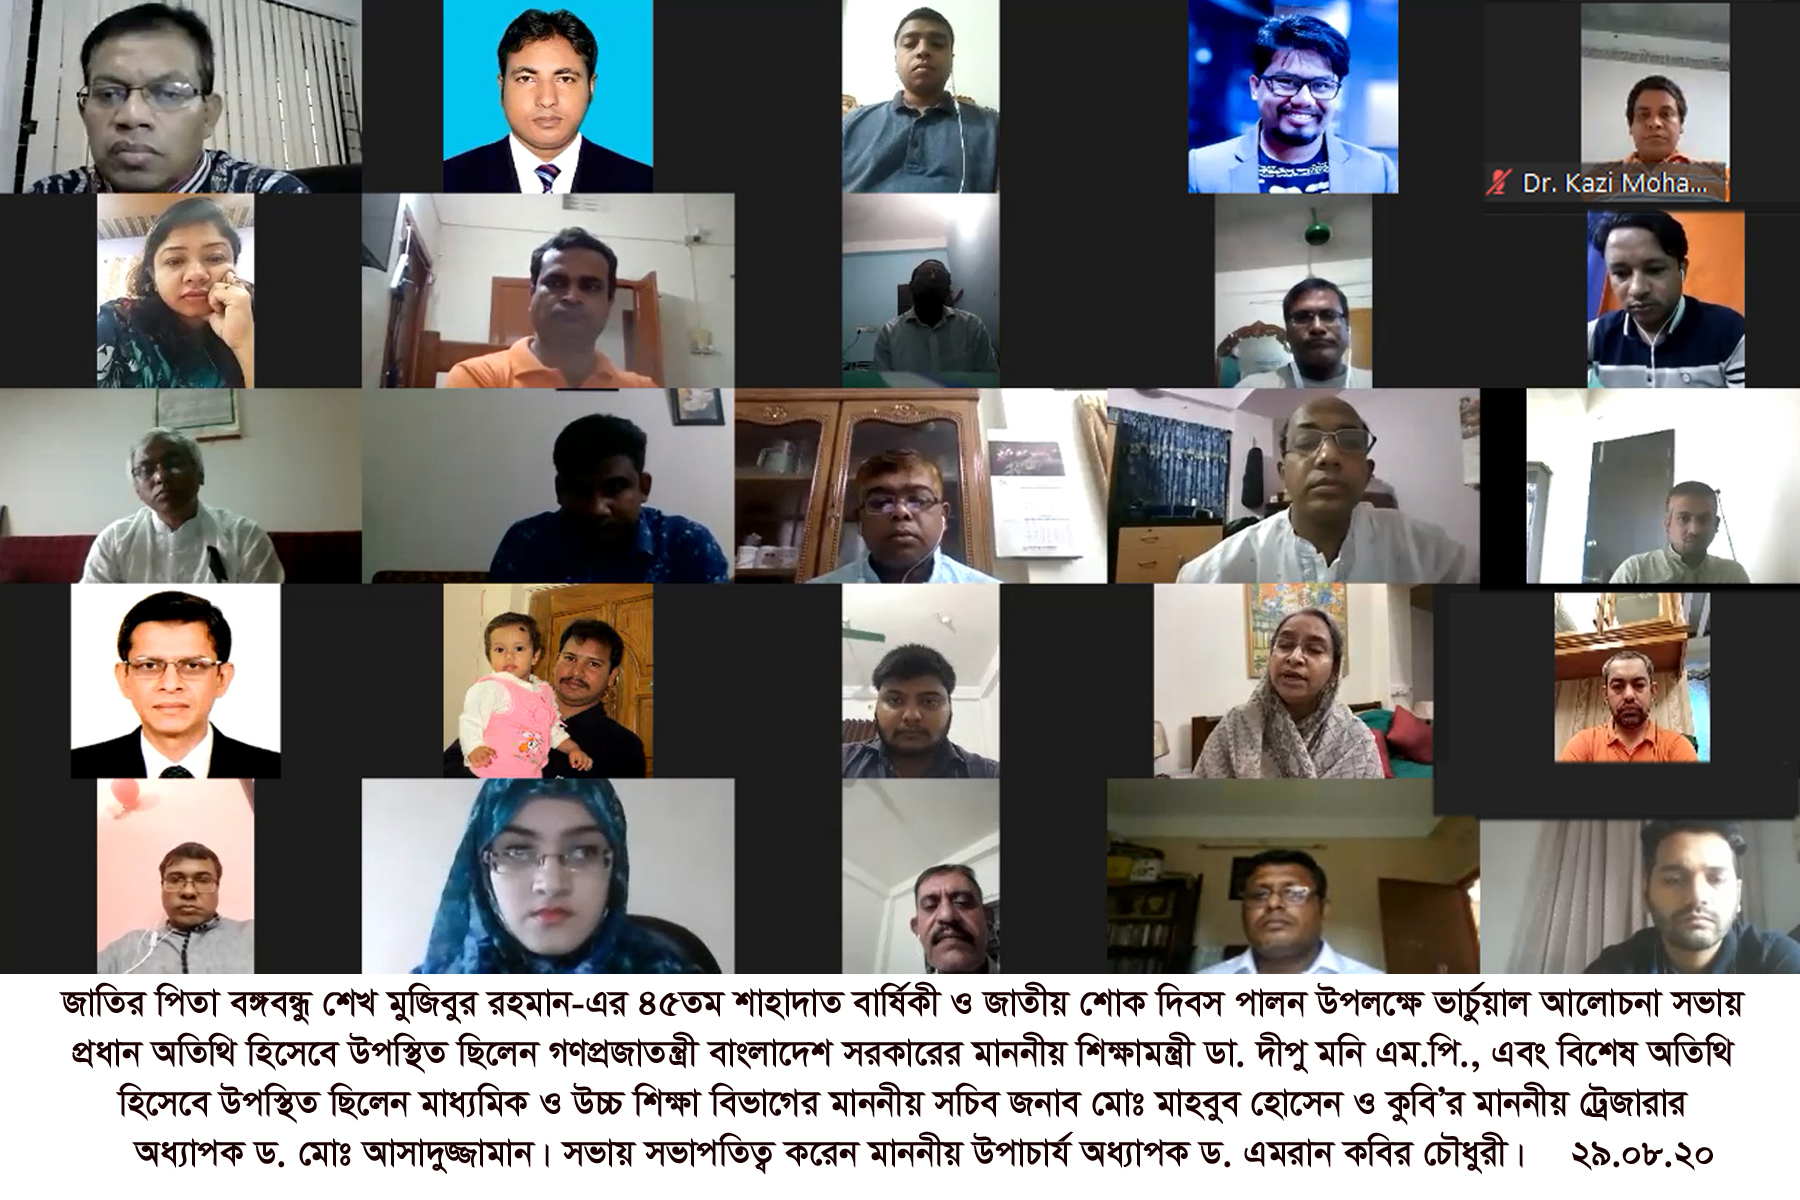 Dr. Kazi Moha...
জাতির পিতা বঙ্গবন্ধু শেখ মুজিবুর রহমান-এর ৪৫তম শাহাদাত বার্ষিকী ও জাতীয় শোক দিবস পালন উপলক্ষে ভার্চুয়াল আলোচনা সভায়
প্রধান অতিথি হিসেবে উপস্থিত ছিলেন গণপ্রজাতন্ত্রী বাংলাদেশ সরকারের মাননীয় শিক্ষামন্ত্রী ডা. দীপু মনি এম.পি., এবং বিশেষ অতিথি
হিসেবে উপস্থিত ছিলেন মাধ্যমিক ও উচ্চ শিক্ষা বিভাগের মাননীয় সচিব জনাব মোঃ মাহবুব হোসেন ও কুবি'র মাননীয় ট্রেজারার
অধ্যাপক ড. মোঃ আসাদুজ্জামান। সভায় সভাপতিত্ব করেন মাননীয় উপাচার্য অধ্যাপক ড. এমরান কবির চৌধুরী। ২৯.০৮.২০